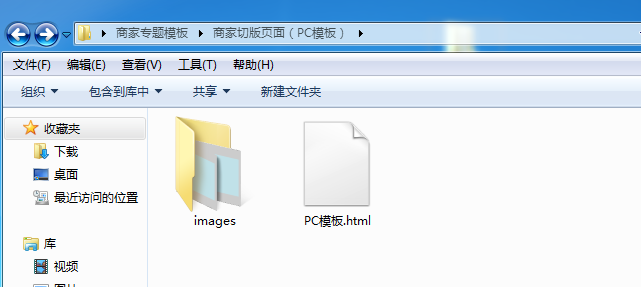 商家专题模板 商家切版页面（PC模板）
文件(F) 编辑(E) 查看(V) 工具(T) 帮助(H)
组织 包含到库中 共享 新建文件夹
收藏夹
下载
桌面
最近访问的位置
库
视频
images
PC模板.html